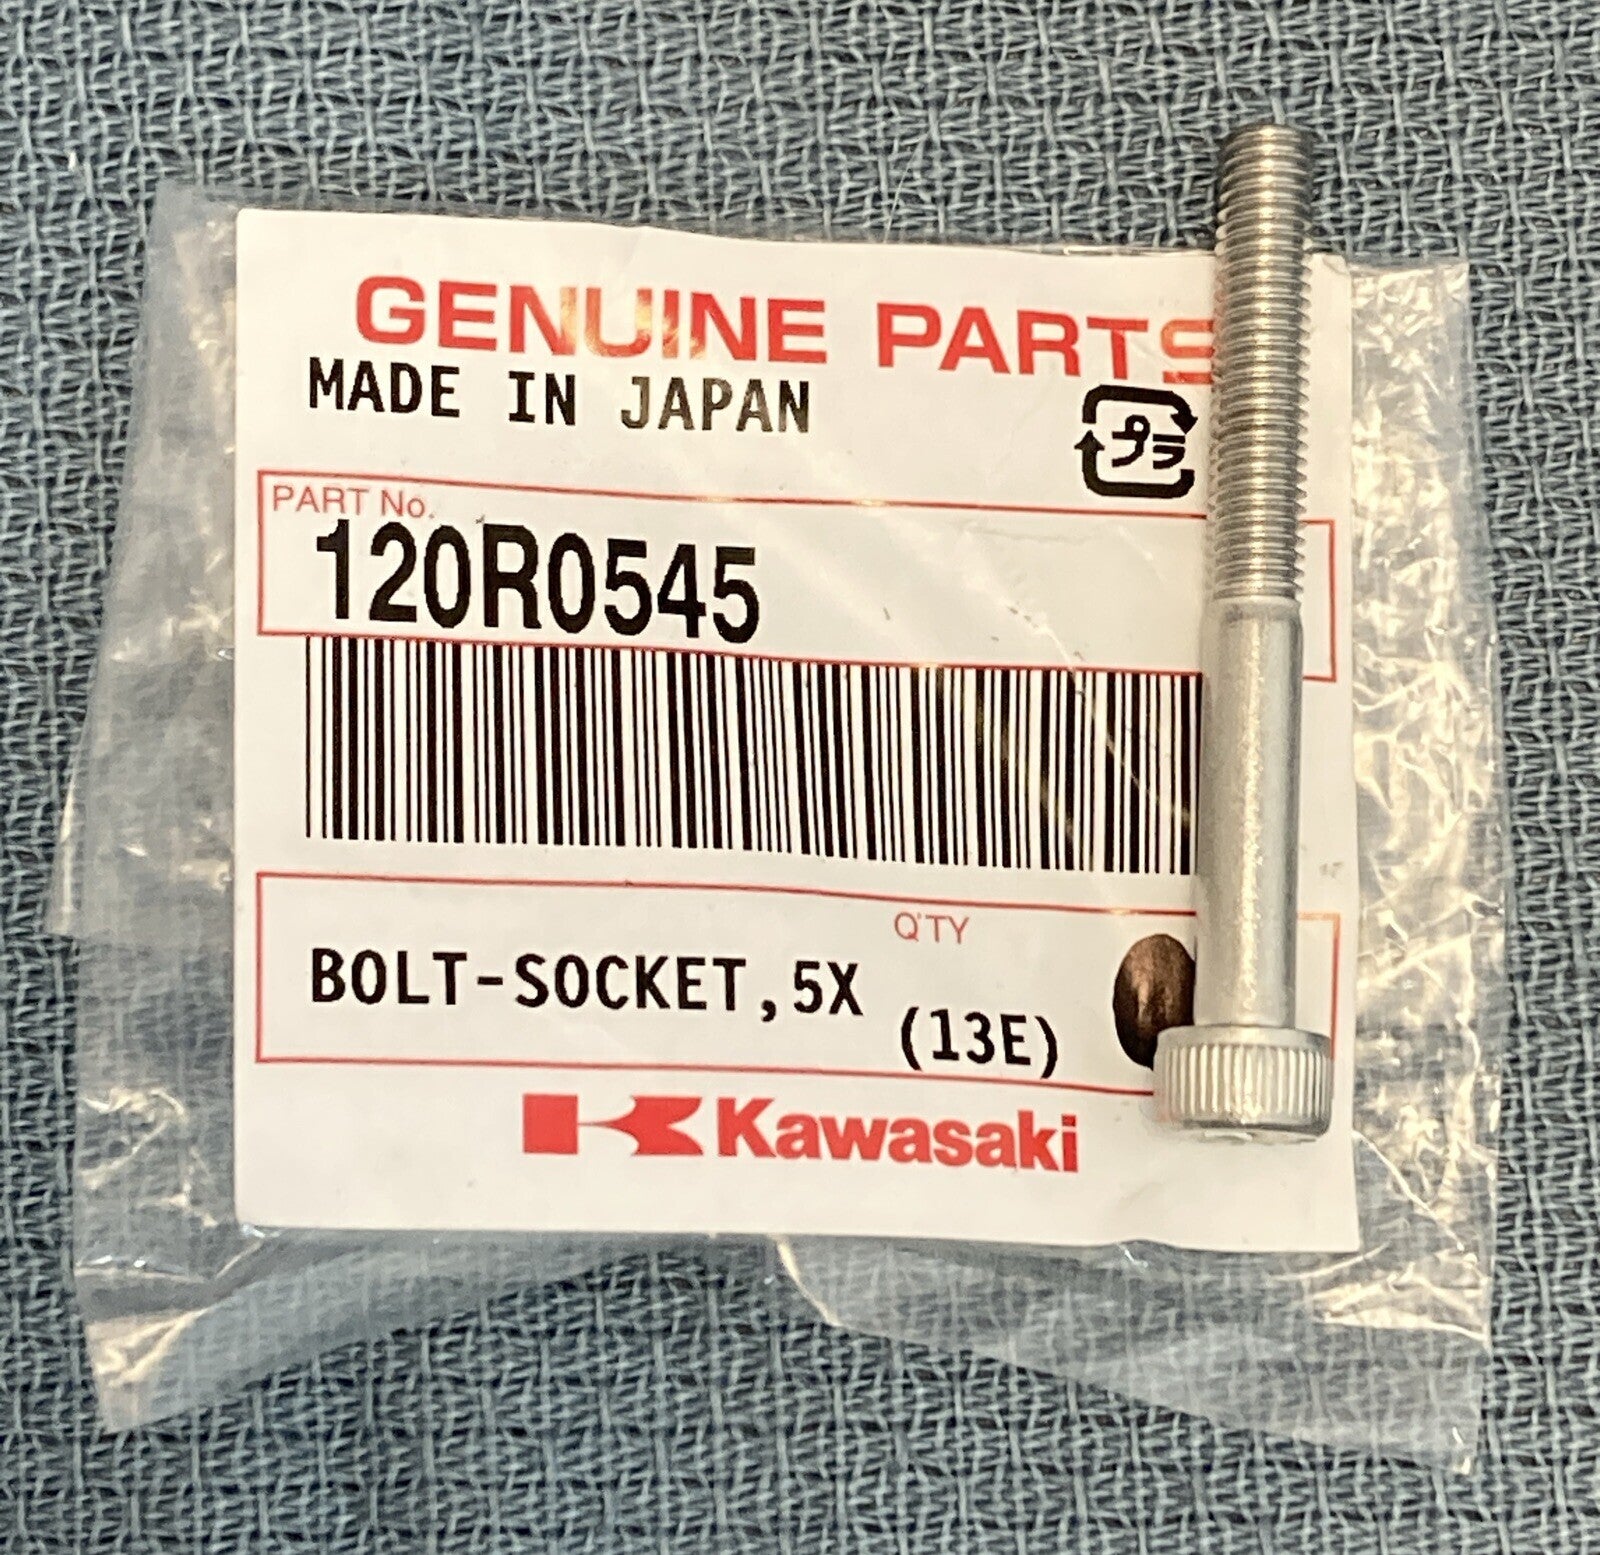 GENUINE PARTS
MADE IN JAPAN
プラ
PART No.
120R0545
Q'TY
BOLT-SOCKET,5X
(13E)
Kawasaki